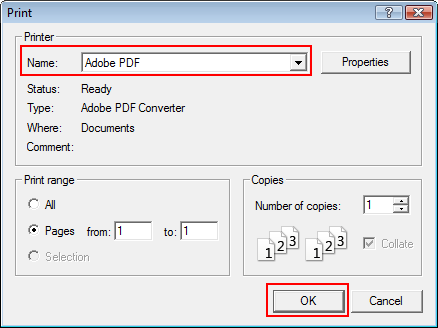 Print
Printer
Name: Adobe PDF Properties
Status: Ready
Type: Adobe PDF Converter
Where: Documents
Comment:
Print range
All
Pages from: 1 to: 1
Selection
Copies
Number of copies: 1
1 2 3 1 2 3 Collate
OK Cancel